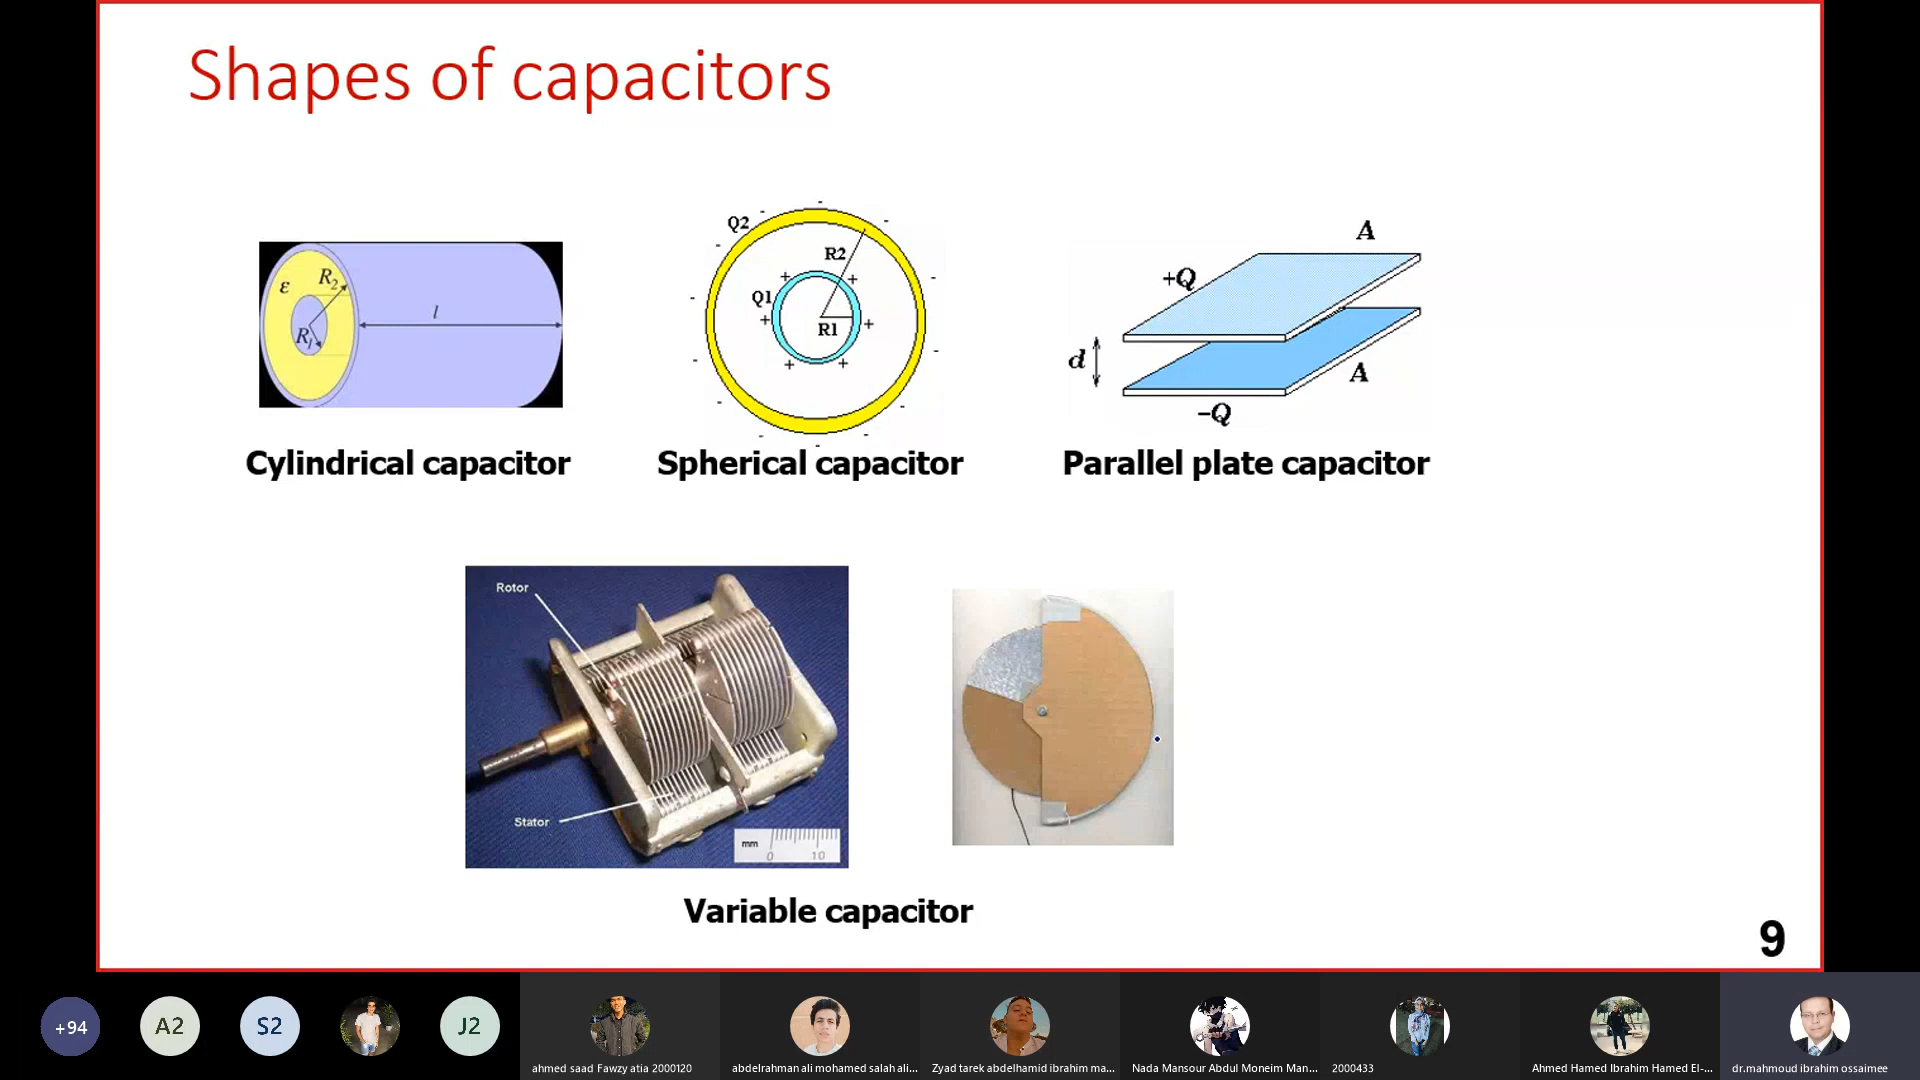 Shapes of capacitors
ε
R2
R1
l
Cylindrical capacitor
Q2
R2
Q1
R1
Spherical capacitor
A
+Q
d
A
–Q
Parallel plate capacitor
Rotor
Stator
mm
0 10
Variable capacitor
9
+94
A2
S2
J2
ahmed saad Fawzy atia 2000120
abdelrahman ali mohamed salah ali...
Zyad tarek abdelhamid ibrahim ma...
Nada Mansour Abdul Moneim Man...
2000433
Ahmed Hamed Ibrahim Hamed El-...
dr.mahmoud ibrahim ossaimee